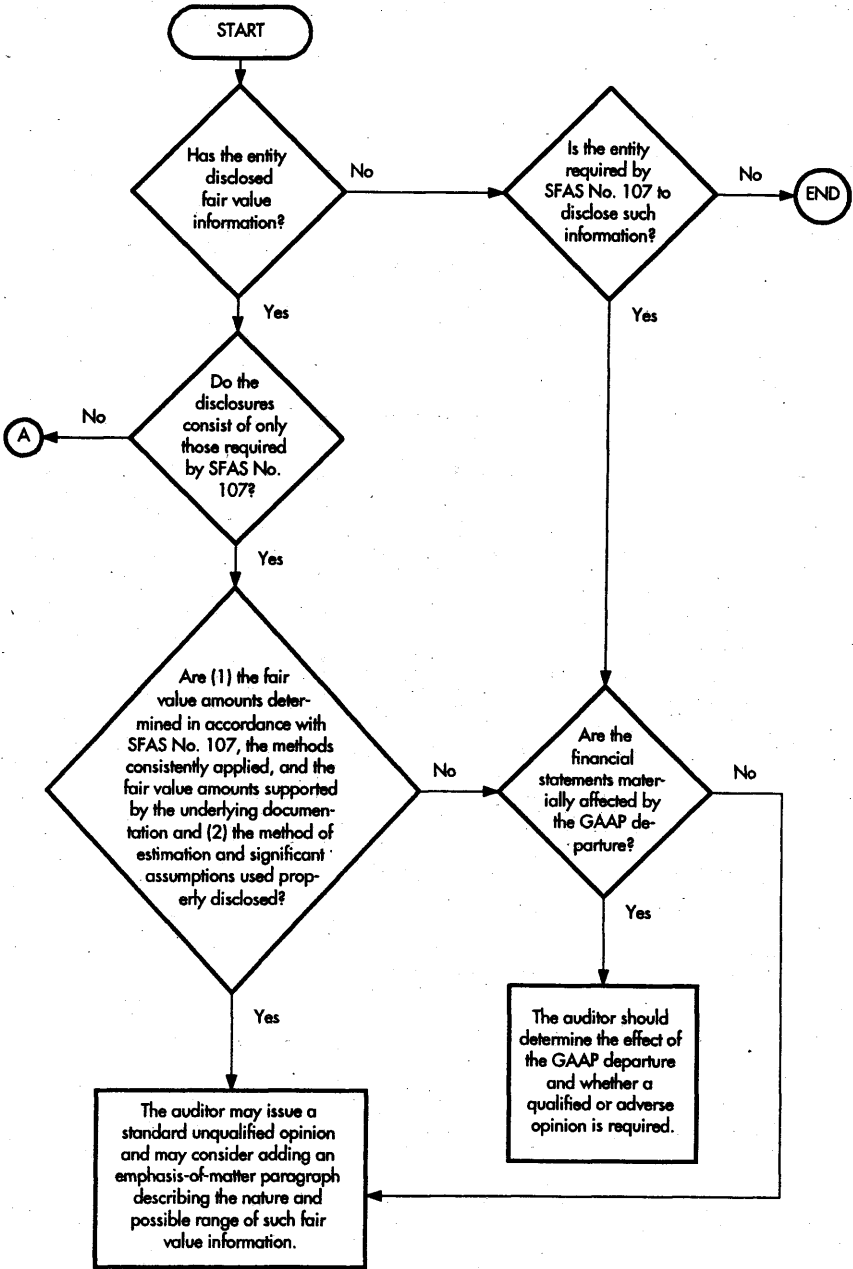 START
Has the entity
disclosed
fair value
information?
No
Is the entity
required by
SFAS No. 107 to
disclose such
information?
No
END
Yes
Yes
Do the
disclosures
consist of only
those required
by SFAS No.
107?
No
A
Yes
Are (1) the fair
value amounts deter-
mined in accordance with
SFAS No. 107, the methods
consistently applied, and the
fair value amounts supported
by the underlying documen-
tation and (2) the method of
estimation and significant
assumptions used prop-
erly disclosed?
No
Are the
financial
statements mater-
ially affected by
the GAAP de-
parture?
No
Yes
Yes
The auditor should
determine the effect of
the GAAP departure
and whether a
qualified or adverse
opinion is required.
The auditor may issue a
standard unqualified opinion
and may consider adding an
emphasis-of-matter paragraph
describing the nature and
possible range of such fair
value information.